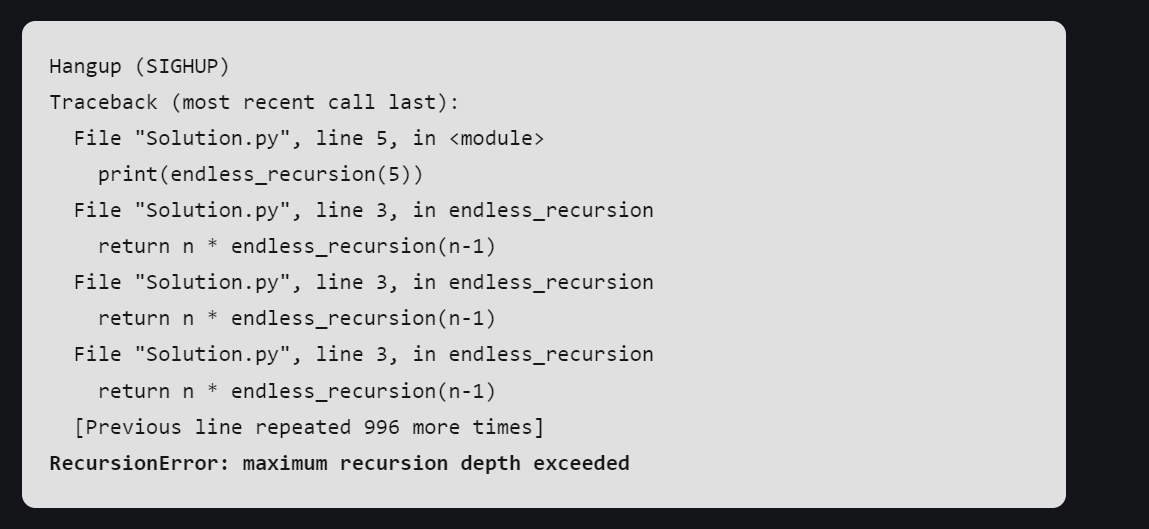 Hangup (SIGHUP)
Traceback (most recent call last):
  File "Solution.py", line 5, in <module>
    print(endless_recursion(5))
  File "Solution.py", line 3, in endless_recursion
    return n * endless_recursion(n-1)
  File "Solution.py", line 3, in endless_recursion
    return n * endless_recursion(n-1)
  File "Solution.py", line 3, in endless_recursion
    return n * endless_recursion(n-1)
  [Previous line repeated 996 more times]
RecursionError: maximum recursion depth exceeded